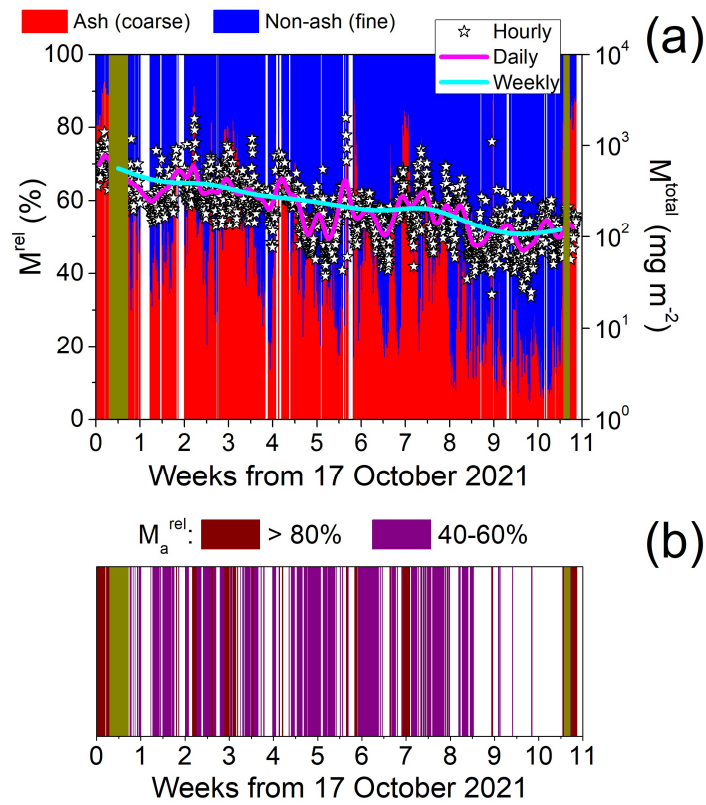 Ash (coarse) Non-ash (fine)
Hourly
Daily
Weekly
(a)
100
80
60
40
20
0
M^rel (%)
10^4
10^3
10^2
10^1
10^0
M^total (mg m^-2)
0 1 2 3 4 5 6 7 8 9 10 11
Weeks from 17 October 2021
M_a^rel: > 80% 40-60%
(b)
0 1 2 3 4 5 6 7 8 9 10 11
Weeks from 17 October 2021